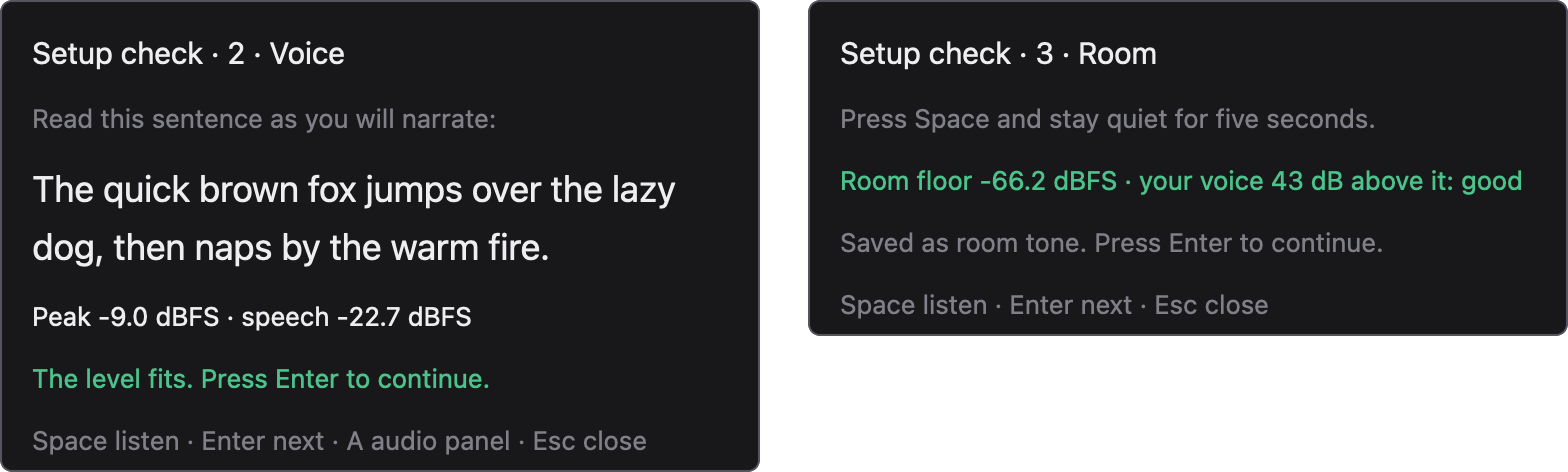 Setup check · 2 · Voice
Read this sentence as you will narrate:
The quick brown fox jumps over the lazy
dog, then naps by the warm fire.
Peak -9.0 dBFS · speech -22.7 dBFS
The level fits. Press Enter to continue.
Space listen · Enter next · A audio panel · Esc close
Setup check · 3 · Room
Press Space and stay quiet for five seconds.
Room floor -66.2 dBFS · your voice 43 dB above it: good
Saved as room tone. Press Enter to continue.
Space listen · Enter next · Esc close